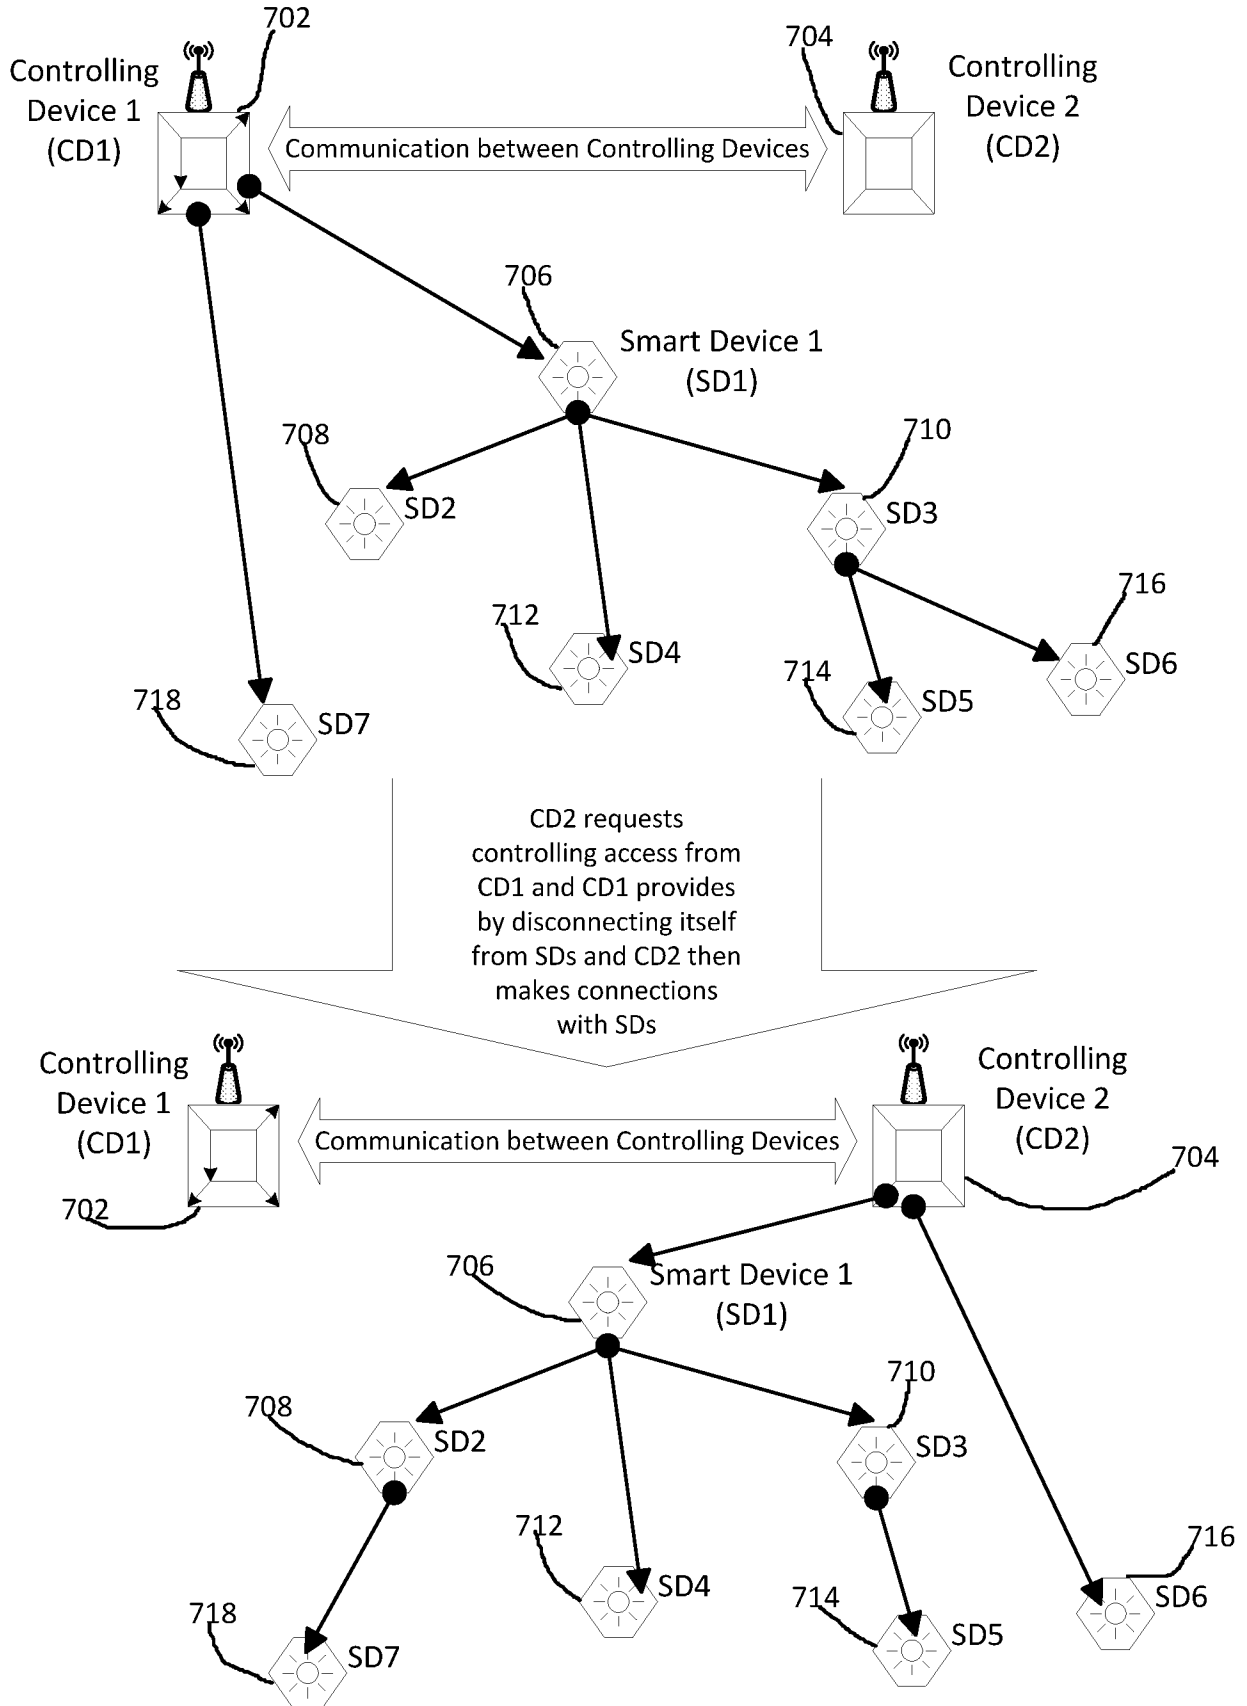 702
704
Controlling
Device 1
(CD1)
Controlling
Device 2
(CD2)
Communication between Controlling Devices
706
Smart Device 1
(SD1)
708
SD2
710
SD3
712
SD4
714
SD5
716
SD6
718
SD7
CD2 requests
controlling access from
CD1 and CD1 provides
by disconnecting itself
from SDs and CD2 then
makes connections
with SDs
Controlling
Device 1
(CD1)
Controlling
Device 2
(CD2)
Communication between Controlling Devices
702
704
706
Smart Device 1
(SD1)
708
SD2
710
SD3
712
SD4
714
SD5
716
SD6
718
SD7